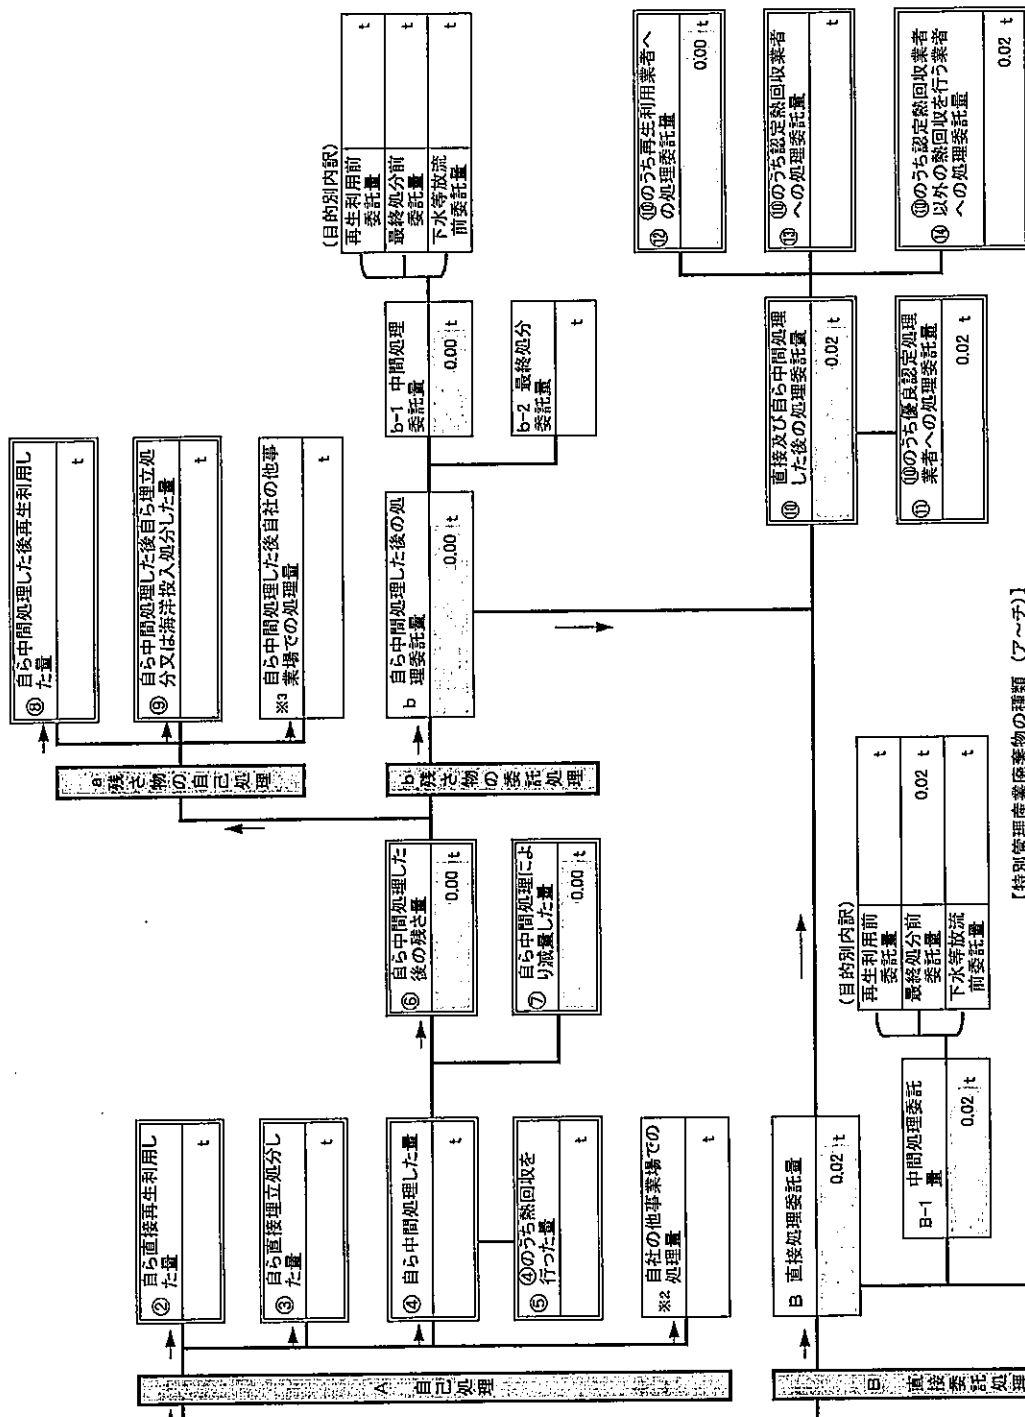 A 自己処理
② 自ら直接再生利用し
た量
t
③ 自ら直接埋立処分し
た量
t
④ 自ら中間処理した量
t
⑤ ④のうち熱回収を
行った量
t
※2 自社の他事業場での
処理量
t
⑥ 自ら中間処理した
後の残さ量
0.00 t
⑦ 自ら中間処理によ
り減量した量
0.00 t
a 残さ物の自己処理
⑧ 自ら中間処理した後再生利用し
た量
t
⑨ 自ら中間処理した後自ら埋立処
分又は海洋投入処分した量
t
※3 自ら中間処理した後自社の他事
業場での処理量
t
b 残さ物の委託処理
b 自ら中間処理した後の処
理委託量
0.00 t
b-1 中間処理
委託量
0.00 t
b-2 最終処分
委託量
t
(目的別内訳)
再生利用前
委託量
t
最終処分前
委託量
t
下水等放流
前委託量
t
B 直接委託処理
B 直接処理委託量
0.02 t
B-1 中間処理委託
量
0.02 t
(目的別内訳)
再生利用前
委託量
t
最終処分前
委託量
0.02 t
下水等放流
前委託量
t
⑩ 直接及び自ら中間処理
した後の処理委託量
0.02 t
⑪ ⑩のうち優良認定処理
業者への処理委託量
0.02 t
⑫ ⑩のうち再生利用業者へ
の処理委託量
0.00 t
⑬ ⑩のうち認定熱回収業者
への処理委託量
t
⑭ ⑩のうち認定熱回収業者
以外の熱回収を行う業者
への処理委託量
0.02 t
【特別管理産業廃棄物の種類 (ア～チ)】